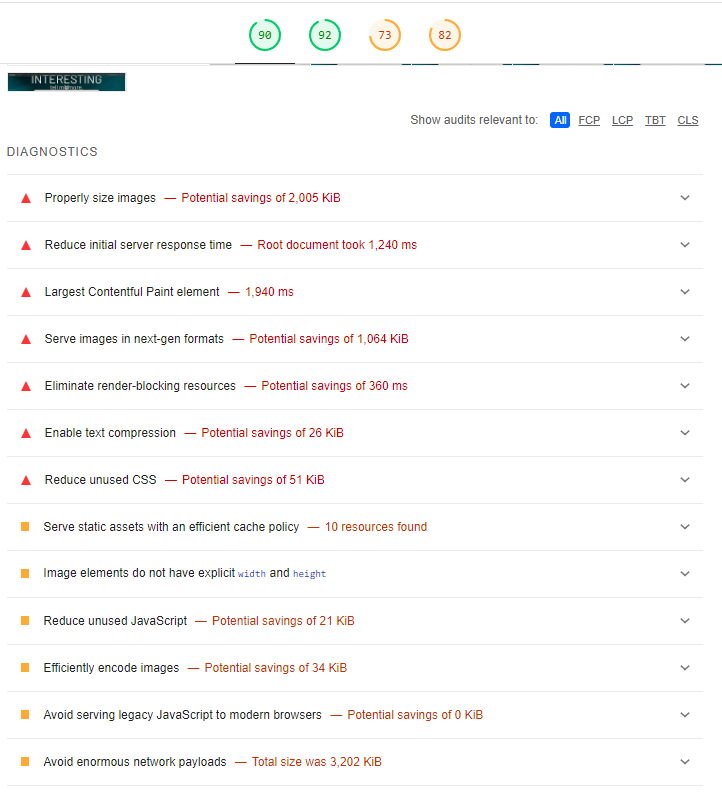 90 92 73 82
INTERESTING
tell me more
Show audits relevant to: All FCP LCP TBT CLS
DIAGNOSTICS
Properly size images — Potential savings of 2,005 KiB
Reduce initial server response time — Root document took 1,240 ms
Largest Contentful Paint element — 1,940 ms
Serve images in next-gen formats — Potential savings of 1,064 KiB
Eliminate render-blocking resources — Potential savings of 360 ms
Enable text compression — Potential savings of 26 KiB
Reduce unused CSS — Potential savings of 51 KiB
Serve static assets with an efficient cache policy — 10 resources found
Image elements do not have explicit width and height
Reduce unused JavaScript — Potential savings of 21 KiB
Efficiently encode images — Potential savings of 34 KiB
Avoid serving legacy JavaScript to modern browsers — Potential savings of 0 KiB
Avoid enormous network payloads — Total size was 3,202 KiB